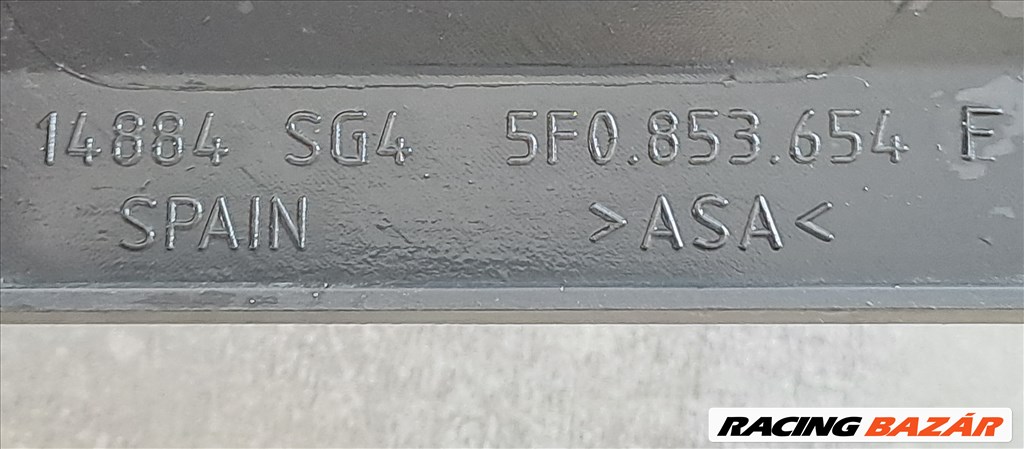 14884 SG4 5F0.853.654 E
SPAIN >ASA<
RACING BAZÁR